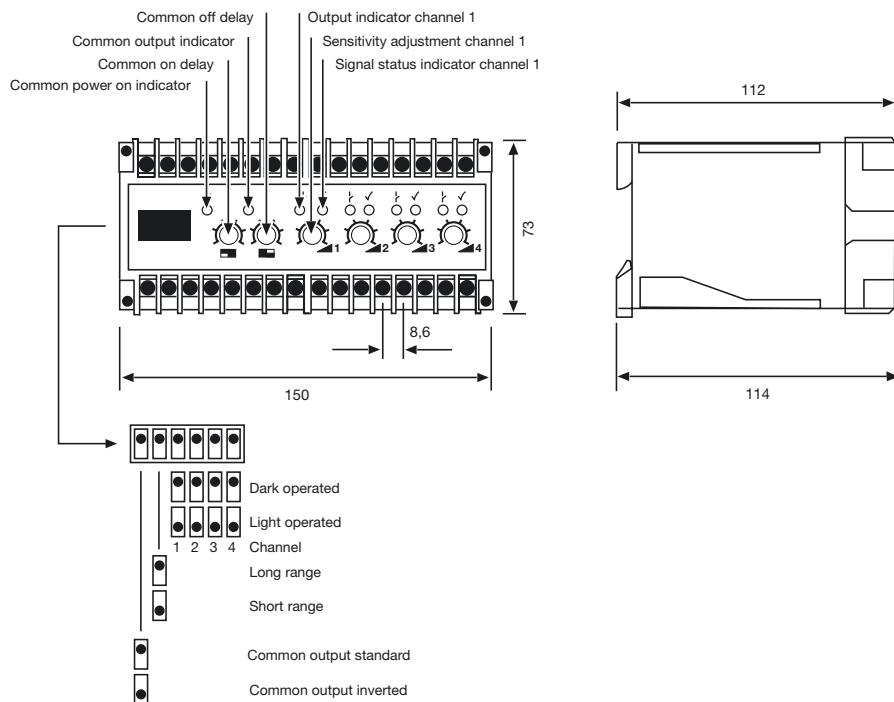 Common off delay
Output indicator channel 1
Common output indicator
Sensitivity adjustment channel 1
Common on delay
Signal status indicator channel 1
Common power on indicator
112
73
1
2
3
4
8,6
150
114
Dark operated
Light operated
1 2 3 4 Channel
Long range
Short range
Common output standard
Common output inverted